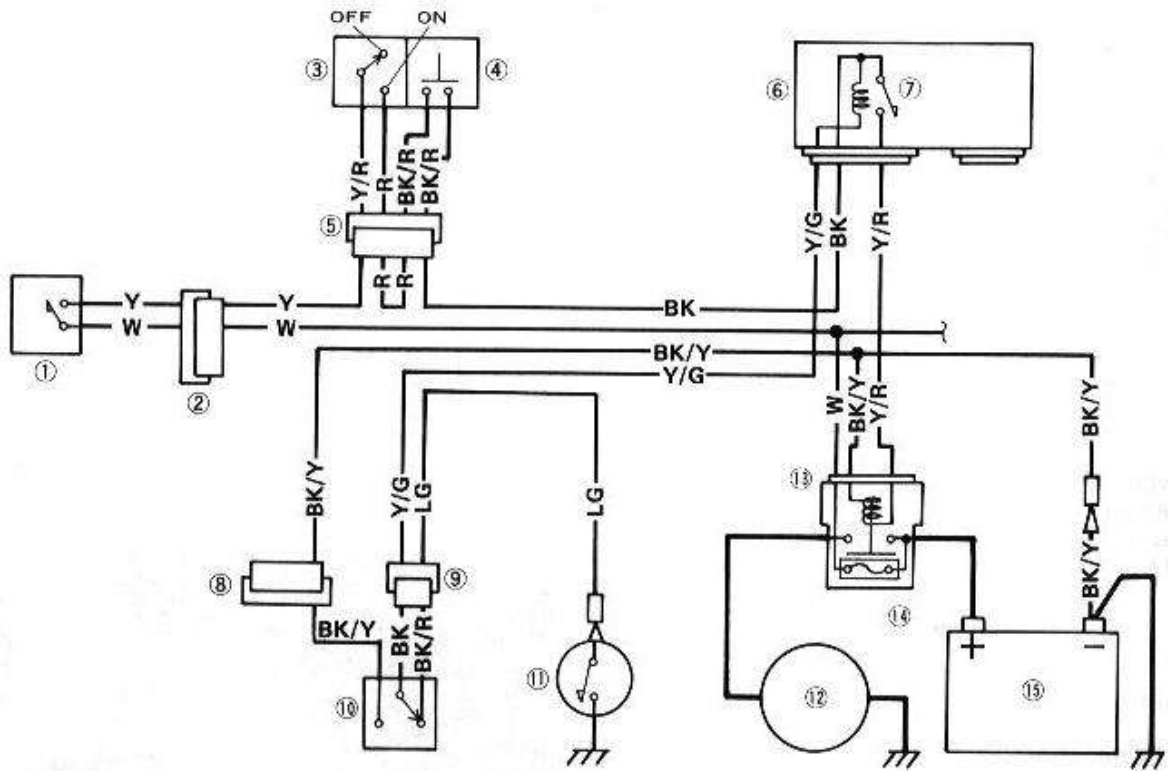 OFF ON
③ ④
⑥ ⑦
Y/R R BK/R BK/R
⑤
Y/G BK Y/R
R R
Y Y BK
W W W
①
②
BK/Y
Y/G
W BK/Y Y/R BK/Y
BK/Y Y/G LG LG
⑬
⑧ ⑨
BK/Y
BK/Y BK BK/R
⑭
+ −
⑩ ⑪ ⑫ ⑮